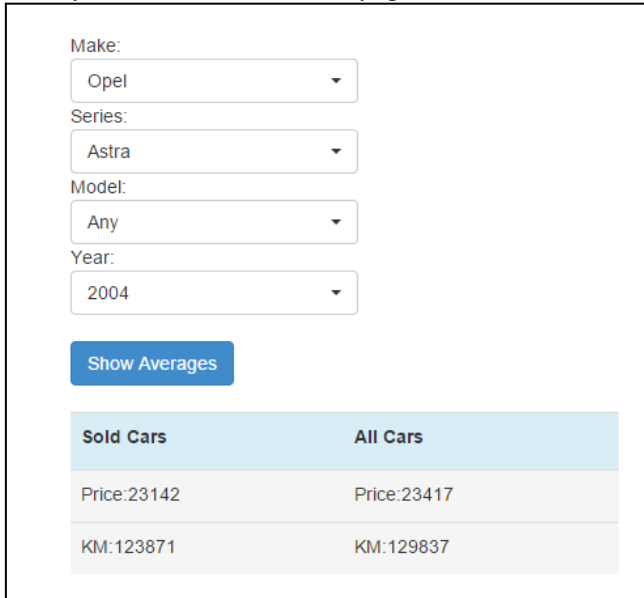 Make:
Opel
Series:
Astra
Model:
Any
Year:
2004
Show Averages
Sold Cars All Cars
Price:23142 Price:23417
KM:123871 KM:129837